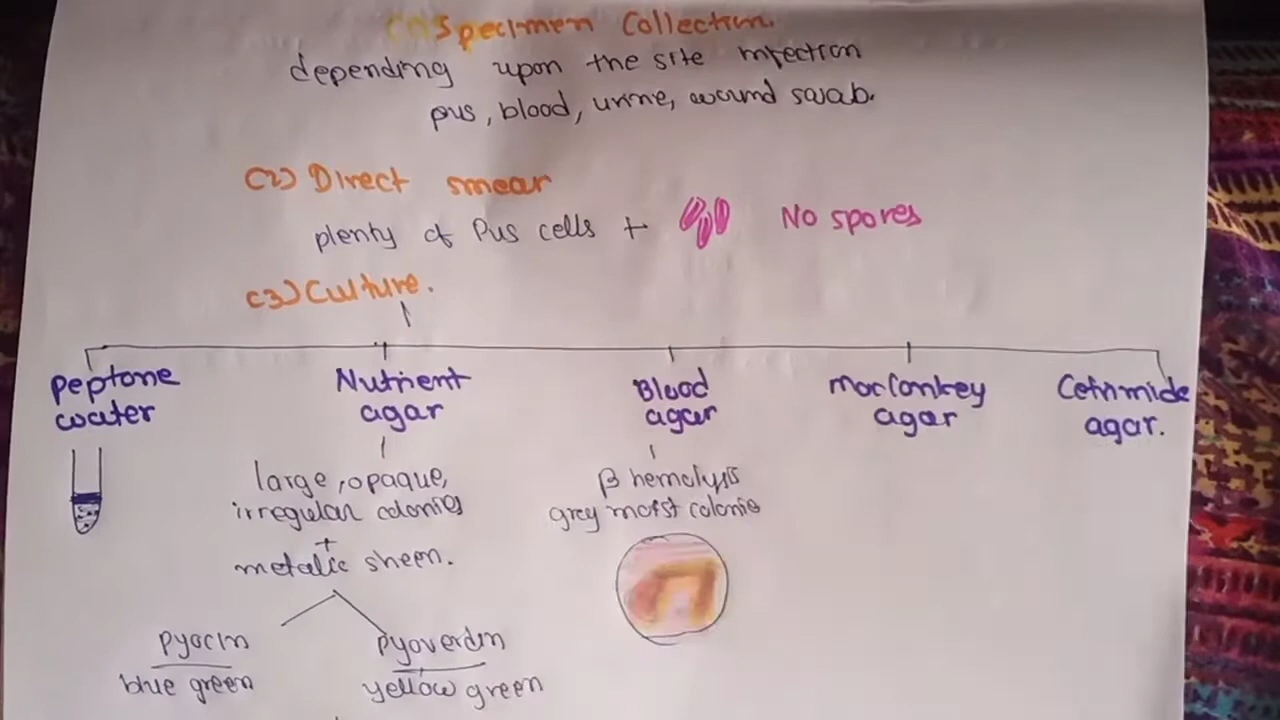 (1) Specimen Collection.
depending upon the site infection
pus, blood, urine, wound swab.
(2) Direct smear
plenty of Pus cells + No spores
(3) Culture.
Peptone water
Nutrient agar
Blood agar
macConkey agar
Cetrimide agar.
large, opaque,
irregular colonies
+
metalic sheen.
β hemolysis
grey moist colonie
pyocin
blue green
pyoverdin
yellow green